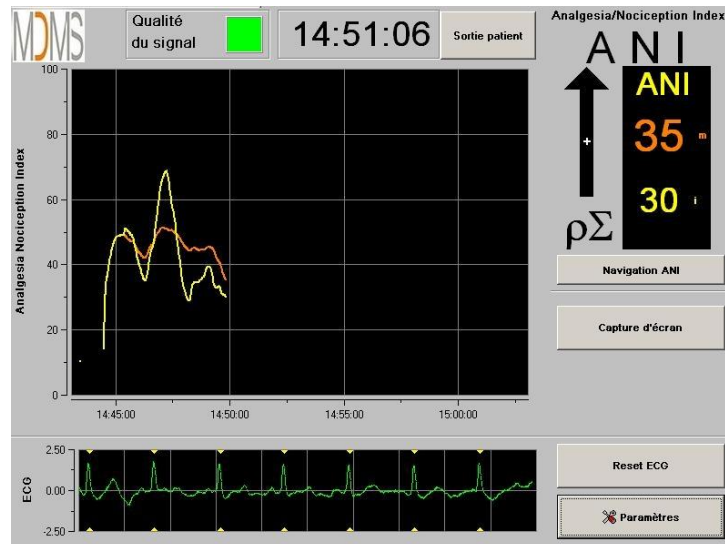 MDMS
Qualité
du signal
14:51:06
Sortie patient
Analgesia/Nociception Index
A N I
ANI
35 m
30 i
+
ρΣ
Navigation ANI
Capture d'écran
Analgesia Nociception Index
100
80
60
40
20
0
14:45:00 14:50:00 14:55:00 15:00:00
ECG
2.50
0.00
-2.50
Reset ECG
Paramètres